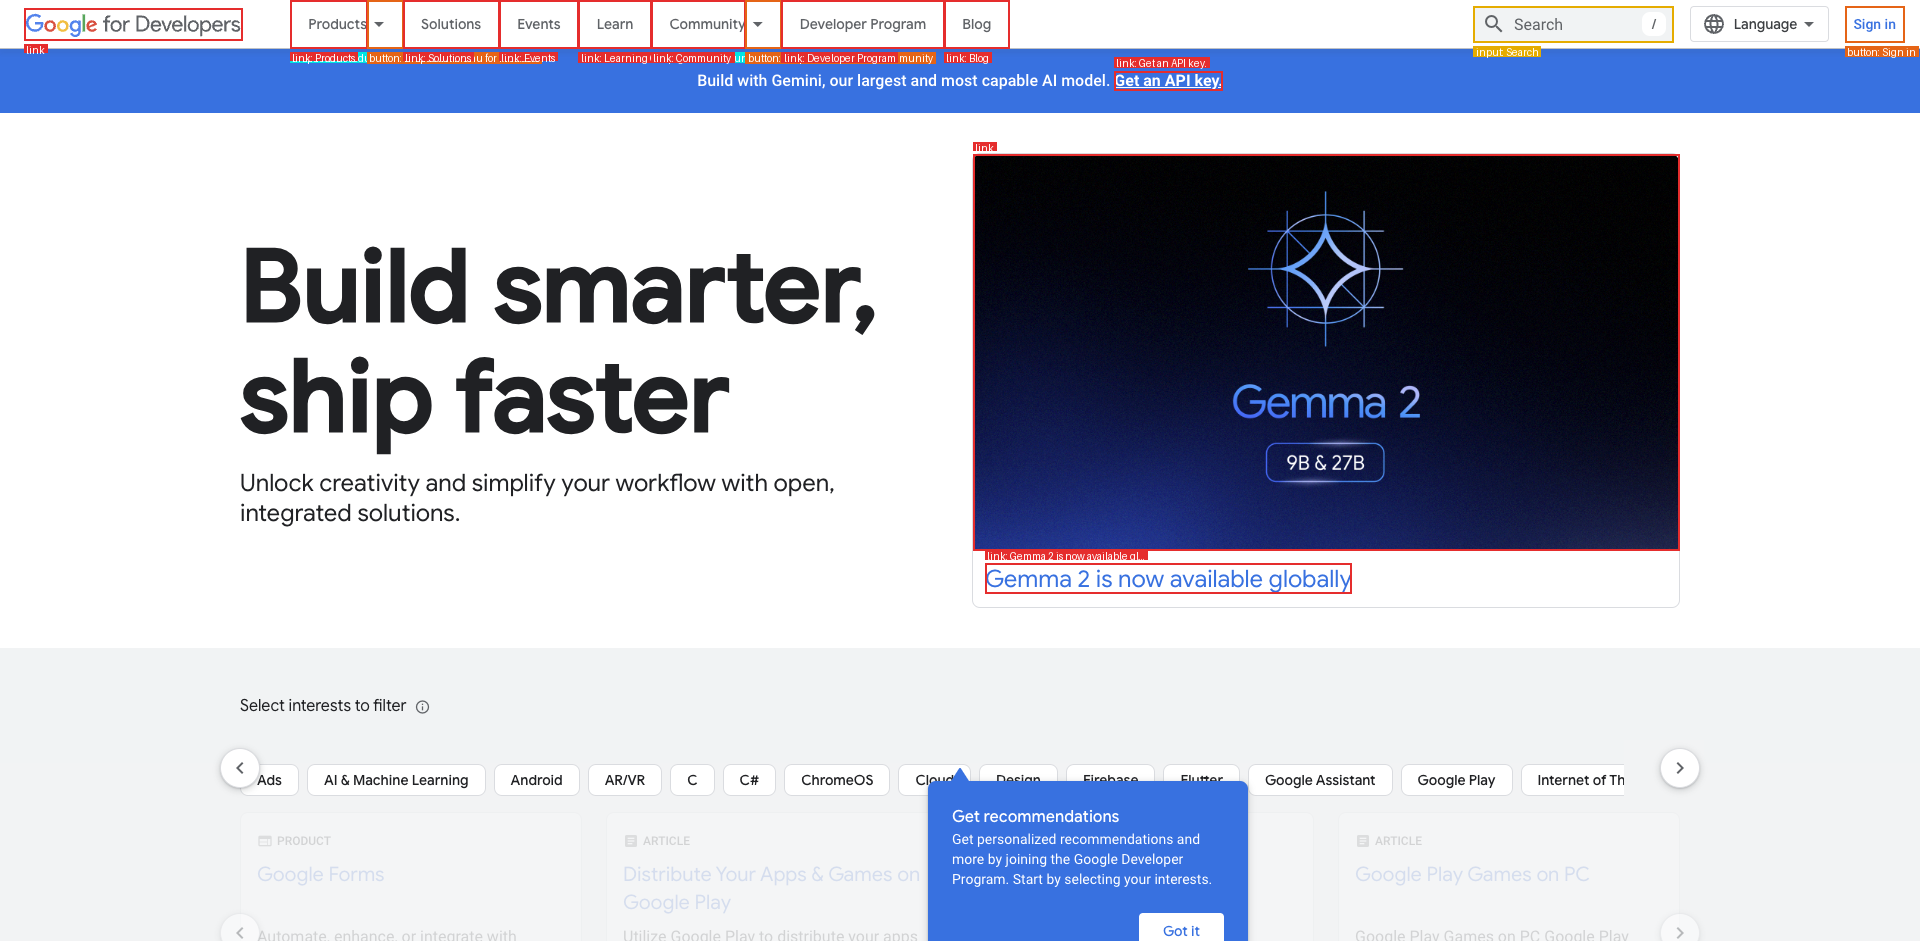 Google for Developers
Products
Solutions
Events
Learn
Community
Developer Program
Blog
Search
/
Language
Sign in
link
link: Products
button:
link: Solutions
link: Events
link: Learning
link: Community
button:
link: Developer Program
munity
link: Blog
link: Get an API key.
input: Search
button: Sign in
Build with Gemini, our largest and most capable AI model. Get an API key.
link
Build smarter,
ship faster
Unlock creativity and simplify your workflow with open,
integrated solutions.
Gemma 2
9B & 27B
link: Gemma 2 is now available gl...
Gemma 2 is now available globally
Select interests to filter
Ads
AI & Machine Learning
Android
AR/VR
C
C#
ChromeOS
Cloud
Design
Firebase
Flutter
Google Assistant
Google Play
Internet of Th
Get recommendations
Get personalized recommendations and
more by joining the Google Developer
Program. Start by selecting your interests.
Got it
PRODUCT
Google Forms
Automate, enhance, or integrate with
ARTICLE
Distribute Your Apps & Games on
Google Play
Utilize Google Play to distribute your apps
ARTICLE
Google Play Games on PC
Google Play Games on PC Google Play